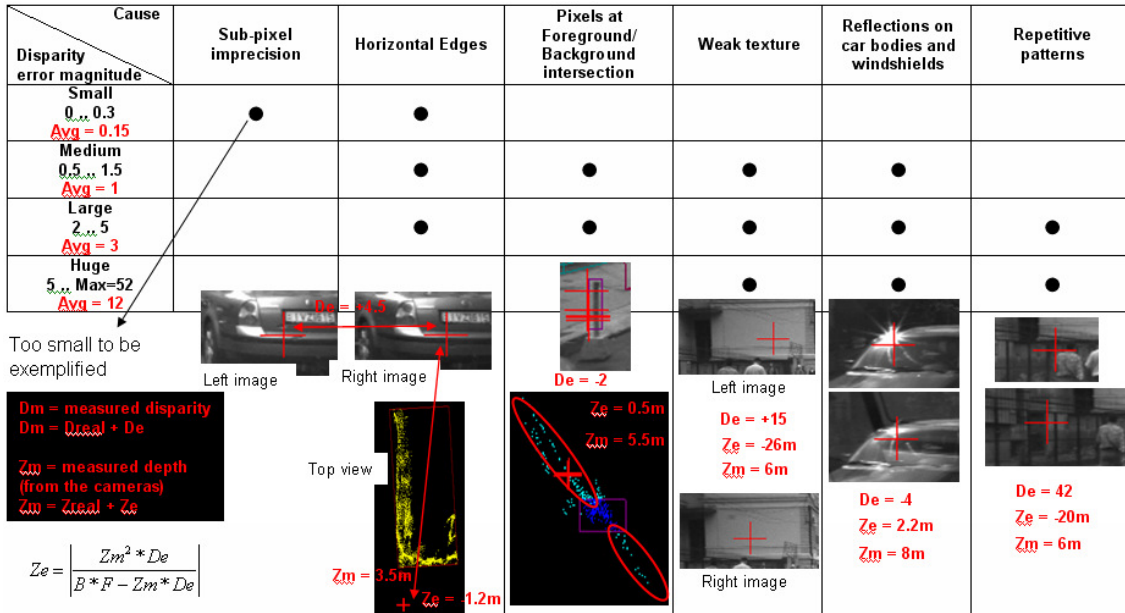 Cause
Disparity
error magnitude
Sub-pixel
imprecision
Horizontal Edges
Pixels at
Foreground/
Background
intersection
Weak texture
Reflections on
car bodies and
windshields
Repetitive
patterns
Small
0 .. 0.3
Avg = 0.15
Medium
0.5 .. 1.5
Avg = 1
Large
2 .. 5
Avg = 3
Huge
5 .. Max=52
Avg = 12
Too small to be
exemplified
De = +4.5
Left image
Right image
Dm = measured disparity
Dm = Dreal + De
Zm = measured depth
(from the cameras)
Zm = Zreal + Ze
Ze = | Zm² * De / B * F − Zm * De |
Top view
Zm = 3.5m
Ze = -1.2m
De = -2
Ze = 0.5m
Zm = 5.5m
Left image
De = +15
Ze = -26m
Zm = 6m
Right image
De = -4
Ze = 2.2m
Zm = 8m
De = 42
Ze = -20m
Zm = 6m